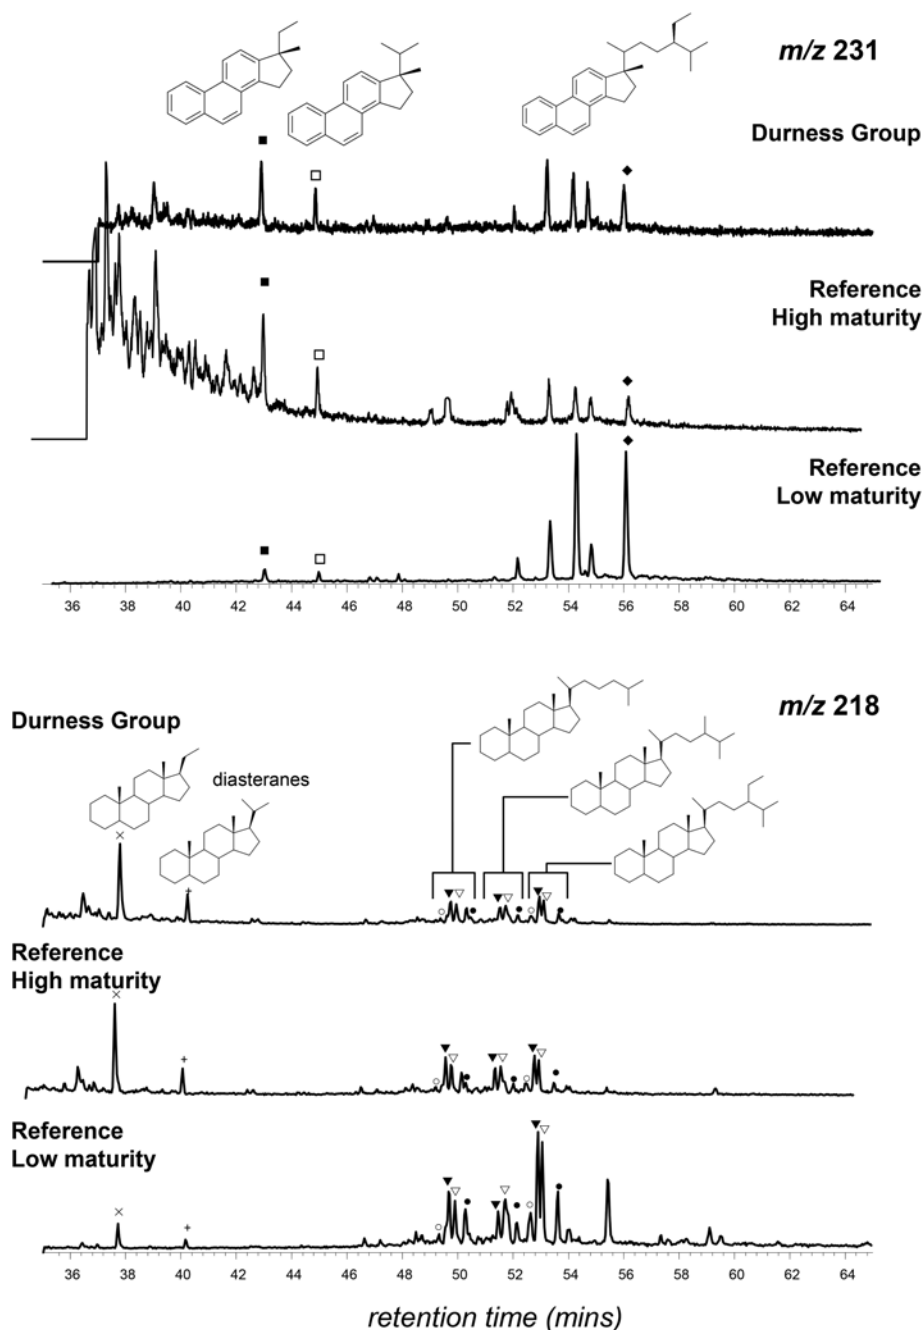 m/z 231
Durness Group
■
□
◆
Reference
High maturity
■
□
◆
Reference
Low maturity
■
□
◆
36 38 40 42 44 46 48 50 52 54 56 58 60 62 64
m/z 218
Durness Group
diasteranes
×
+
○ ▼ ▽ ● ▼ ▽ ● ○ ▼ ▽ ●
Reference
High maturity
×
+
○ ▼ ▽ ● ▼ ▽ ● ○ ▼ ▽ ●
Reference
Low maturity
×
+
○ ▼ ▽ ● ▼ ▽ ● ○ ▼ ▽ ●
36 38 40 42 44 46 48 50 52 54 56 58 60 62 64
retention time (mins)